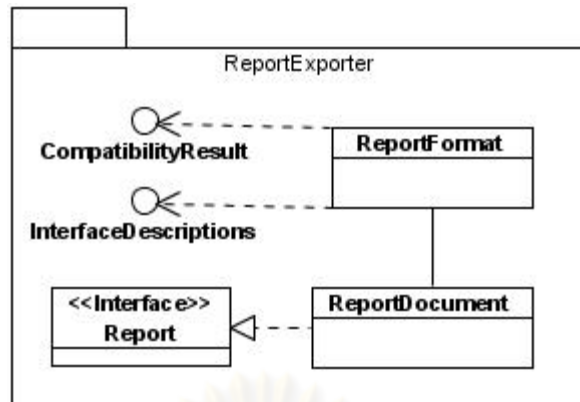 ReportExporter
CompatibilityResult
ReportFormat
InterfaceDescriptions
<<Interface>>
Report
ReportDocument